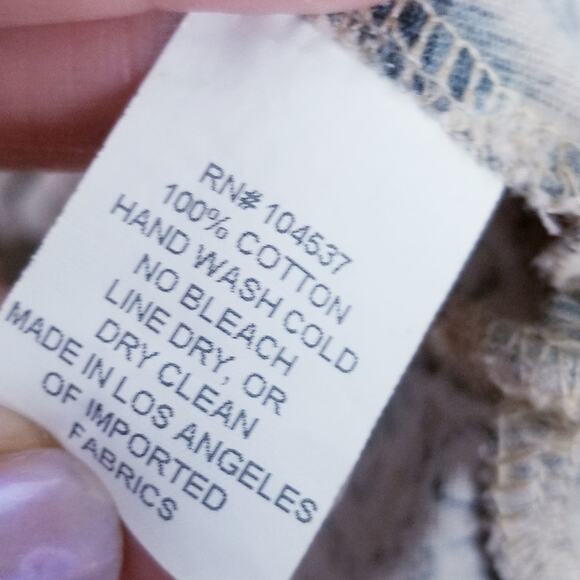 RN# 104537
100% COTTON
HAND WASH COLD
NO BLEACH
LINE DRY, OR
DRY CLEAN
MADE IN LOS ANGELES
OF IMPORTED
FABRICS